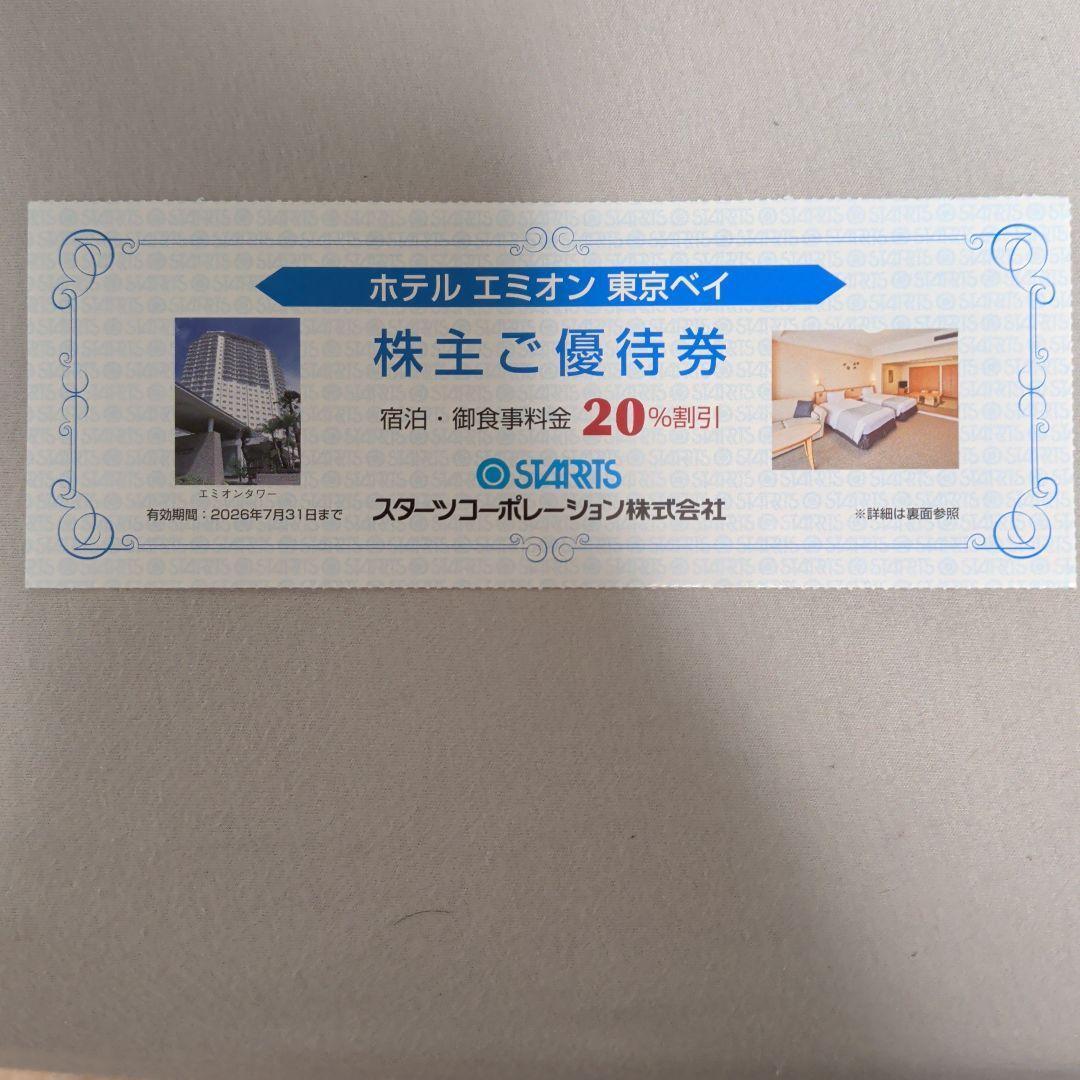 ホテル エミオン 東京ベイ
株主ご優待券
宿泊・御食事料金 20%割引
STARTS
エミオンタワー
有効期間：2026年7月31日まで
スターツコーポレーション株式会社
※詳細は裏面参照